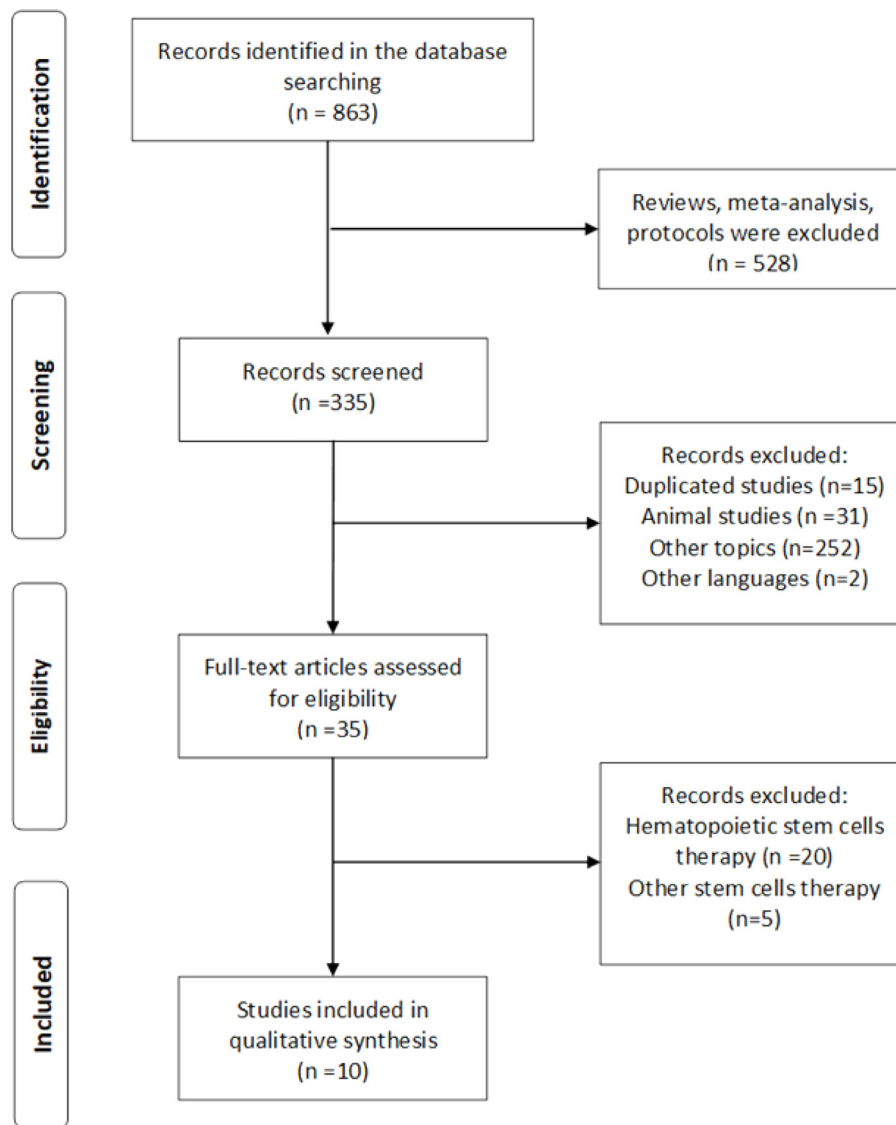 Identification
Records identified in the database
searching
(n = 863)
Reviews, meta-analysis,
protocols were excluded
(n = 528)
Screening
Records screened
(n =335)
Records excluded:
Duplicated studies (n=15)
Animal studies (n =31)
Other topics (n=252)
Other languages (n=2)
Eligibility
Full-text articles assessed
for eligibility
(n =35)
Records excluded:
Hematopoietic stem cells
therapy (n =20)
Other stem cells therapy
(n=5)
Included
Studies included in
qualitative synthesis
(n =10)